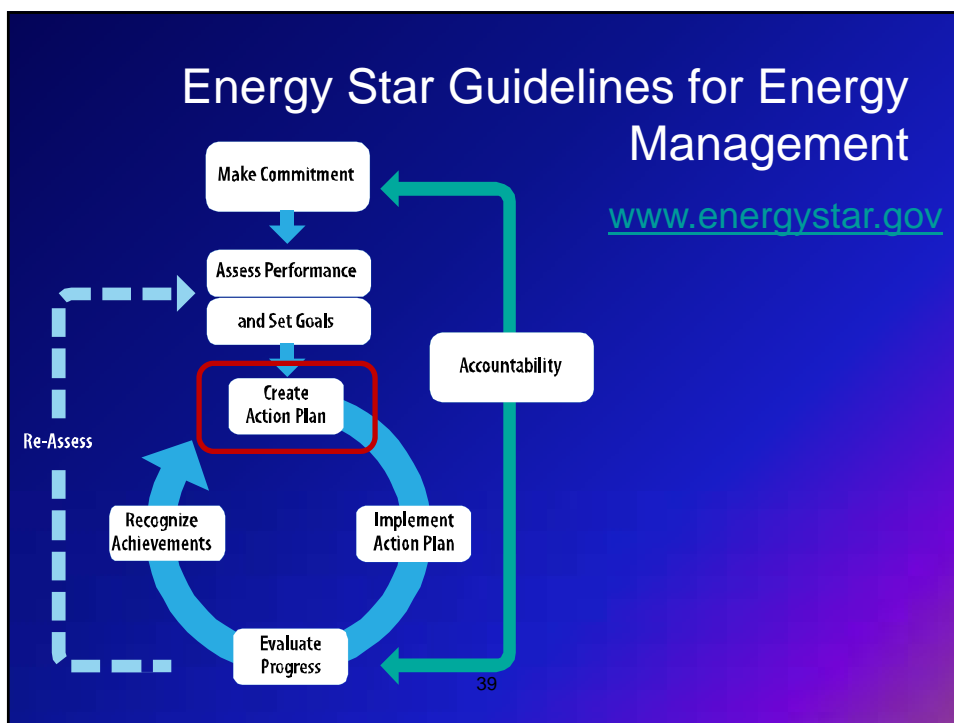 Energy Star Guidelines for Energy
Management
www.energystar.gov
Make Commitment
Assess Performance
and Set Goals
Accountability
Create
Action Plan
Re-Assess
Recognize
Achievements
Implement
Action Plan
Evaluate
Progress
39